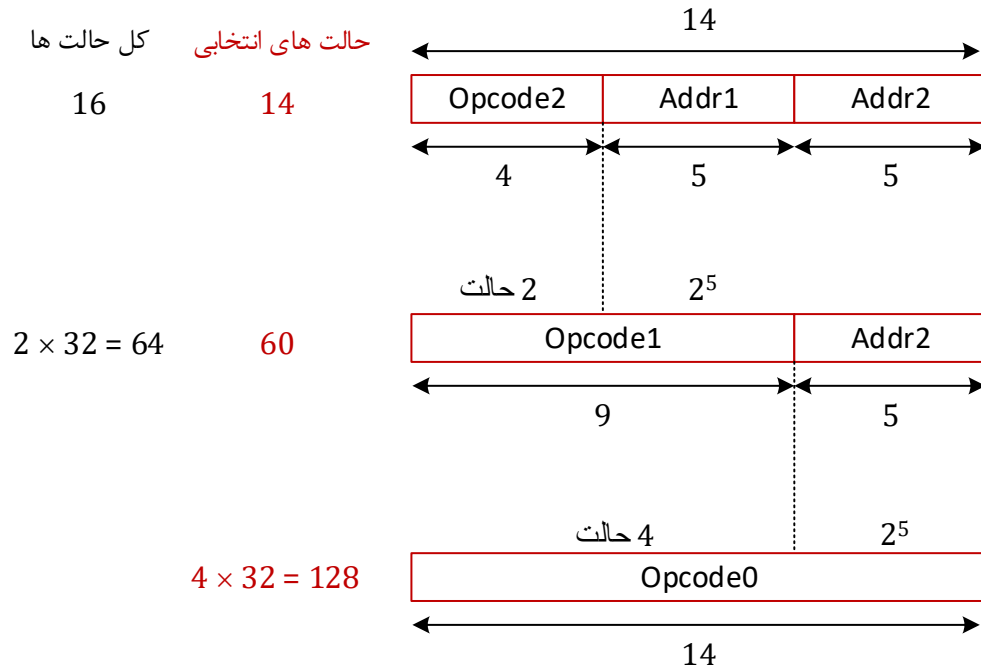 کل حالت ها حالت های انتخابی 14
16 14 Opcode2 Addr1 Addr2
4 5 5
2 حالت 2⁵
2 × 32 = 64 60 Opcode1 Addr2
9 5
4 حالت 2⁵
4 × 32 = 128 Opcode0
14